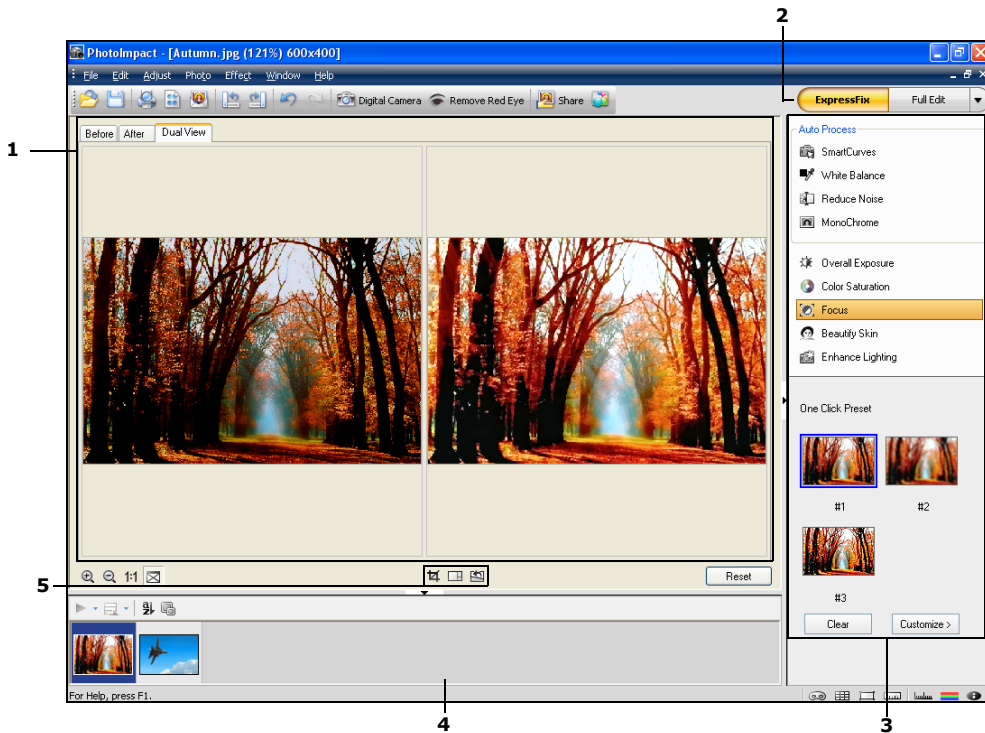 2
PhotoImpact - [Autumn.jpg (121%) 600x400]
File Edit Adjust Photo Effect Window Help
Digital Camera Remove Red Eye Share
ExpressFix Full Edit
Before After Dual View
1
Auto Process
SmartCurves
White Balance
Reduce Noise
MonoChrome
Overall Exposure
Color Saturation
Focus
Beautify Skin
Enhance Lighting
One Click Preset
#1 #2
#3
Clear Customize >
1:1
Reset
5
For Help, press F1.
4
3